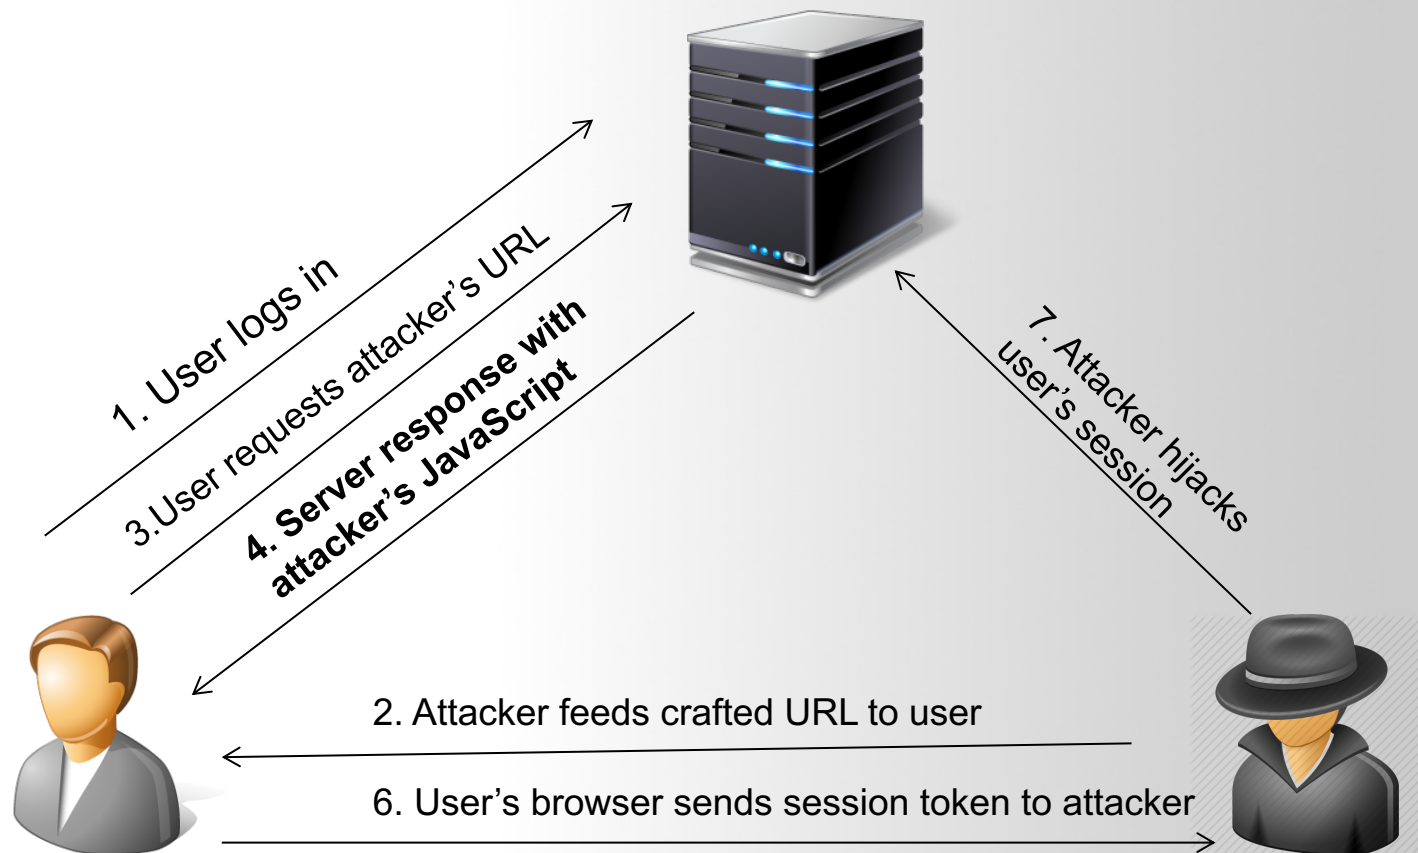 1. User logs in
3.User requests attacker’s URL
4. Server response with
attacker’s JavaScript
7. Attacker hijacks
user’s session
2. Attacker feeds crafted URL to user
6. User’s browser sends session token to attacker